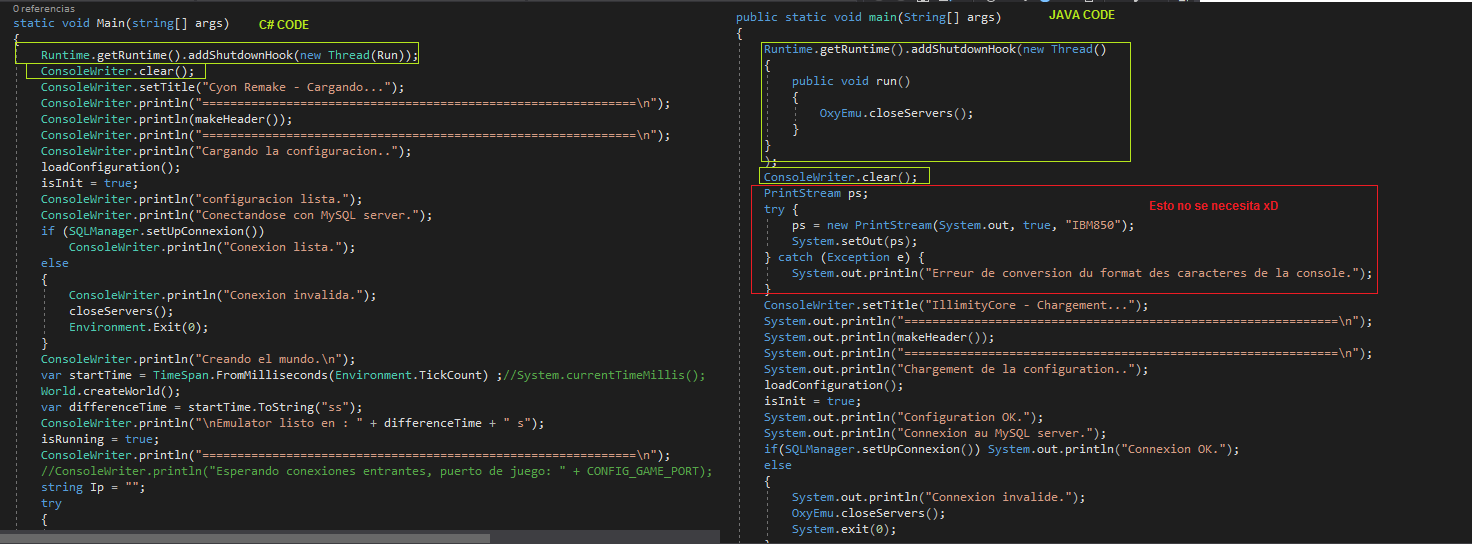 0 referencias
static void Main(string[] args)
C# CODE
{
Runtime.getRuntime().addShutdownHook(new Thread(Run));
ConsoleWriter.clear();
ConsoleWriter.setTitle("Cyon Remake - Cargando...");
ConsoleWriter.println("==============================================================\n");
ConsoleWriter.println(makeHeader());
ConsoleWriter.println("==============================================================\n");
ConsoleWriter.println("Cargando la configuracion..");
loadConfiguration();
isInit = true;
ConsoleWriter.println("configuracion lista.");
ConsoleWriter.println("Conectandose con MySQL server.");
if (SQLManager.setUpConnexion())
ConsoleWriter.println("Conexion lista.");
else
{
ConsoleWriter.println("Conexion invalida.");
closeServers();
Environment.Exit(0);
}
ConsoleWriter.println("Creando el mundo.\n");
var startTime = TimeSpan.FromMilliseconds(Environment.TickCount) ;//System.currentTimeMillis();
World.createWorld();
var differenceTime = startTime.ToString("ss");
ConsoleWriter.println("\nEmulator listo en : " + differenceTime + " s");
isRunning = true;
ConsoleWriter.println("==============================================================\n");
//ConsoleWriter.println("Esperando conexiones entrantes, puerto de juego: " + CONFIG_GAME_PORT);
string Ip = "";
try
{
public static void main(String[] args)
JAVA CODE
{
Runtime.getRuntime().addShutdownHook(new Thread()
{
public void run()
{
OxyEmu.closeServers();
}
}
);
ConsoleWriter.clear();
PrintStream ps;
Esto no se necesita xD
try {
ps = new PrintStream(System.out, true, "IBM850");
System.setOut(ps);
} catch (Exception e) {
System.out.println("Erreur de conversion du format des caracteres de la console.");
}
ConsoleWriter.setTitle("IllimityCore - Chargement...");
System.out.println("==============================================================\n");
System.out.println(makeHeader());
System.out.println("==============================================================\n");
System.out.println("Chargement de la configuration..");
loadConfiguration();
isInit = true;
System.out.println("Configuration OK.");
System.out.println("Connexion au MySQL server.");
if(SQLManager.setUpConnexion()) System.out.println("Connexion OK.");
else
{
System.out.println("Connexion invalide.");
OxyEmu.closeServers();
System.exit(0);